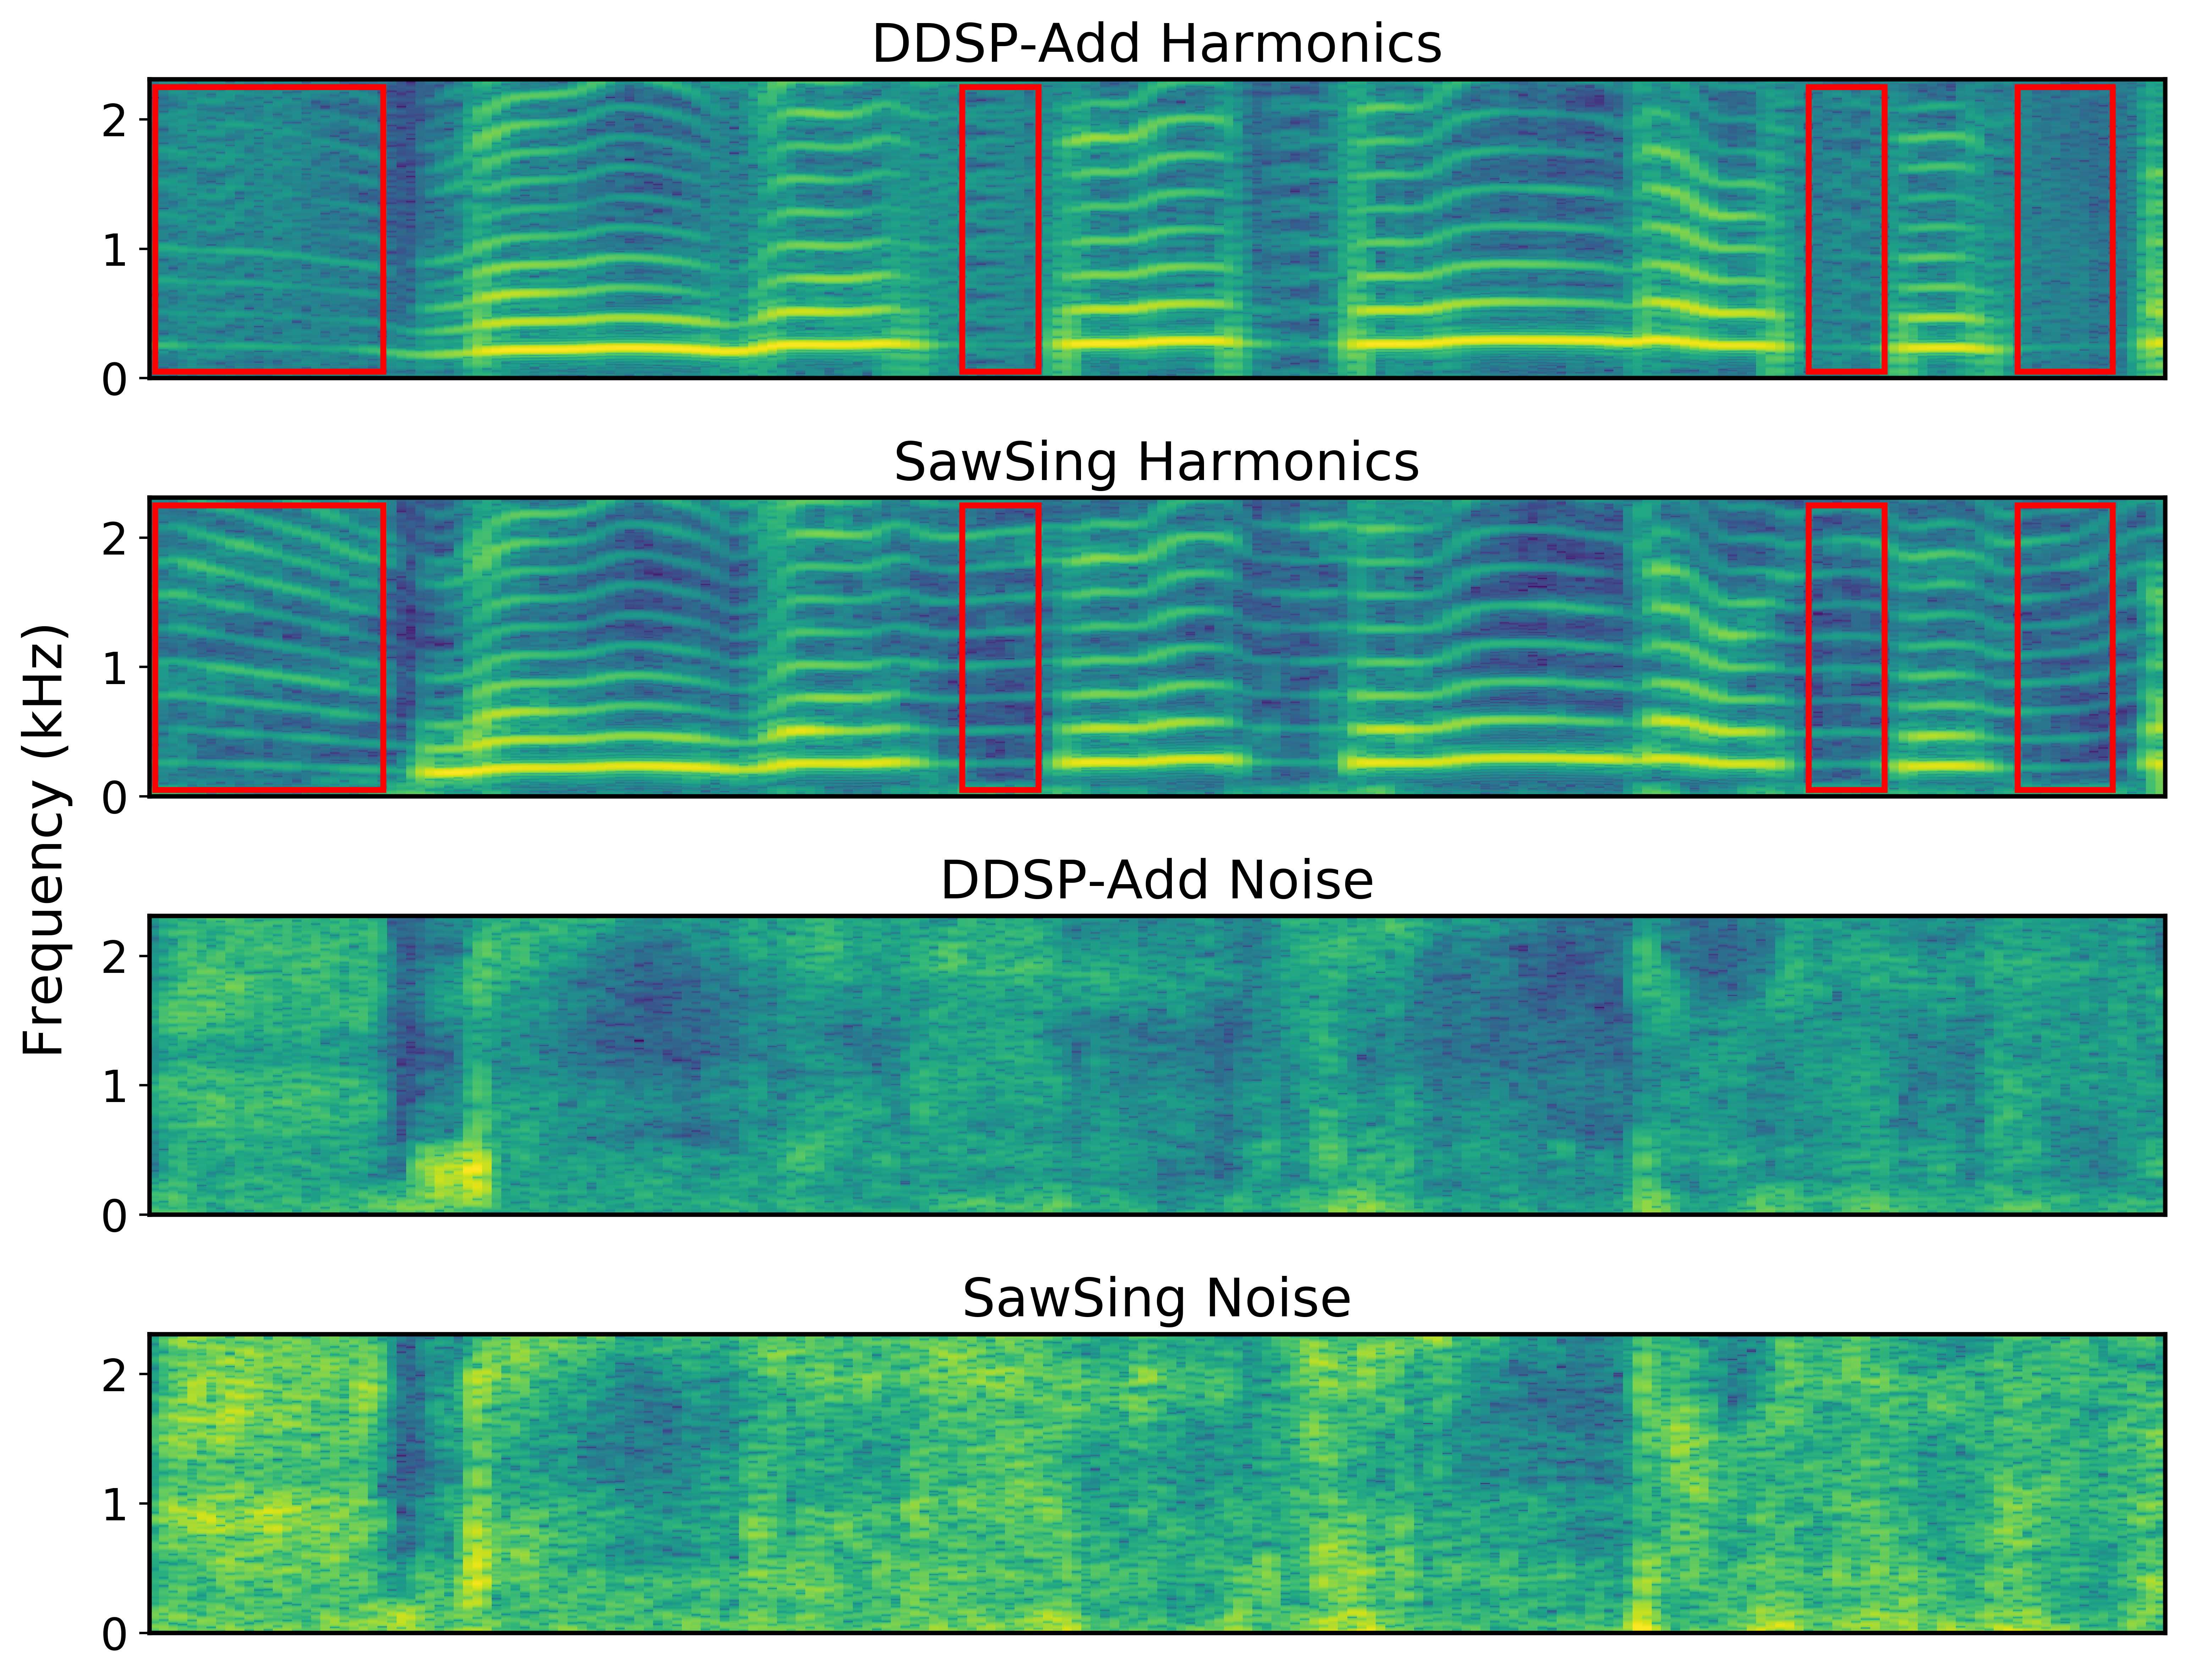 DDSP-Add Harmonics
2
1
0
SawSing Harmonics
2
1
0
Frequency (kHz)
DDSP-Add Noise
2
1
0
SawSing Noise
2
1
0